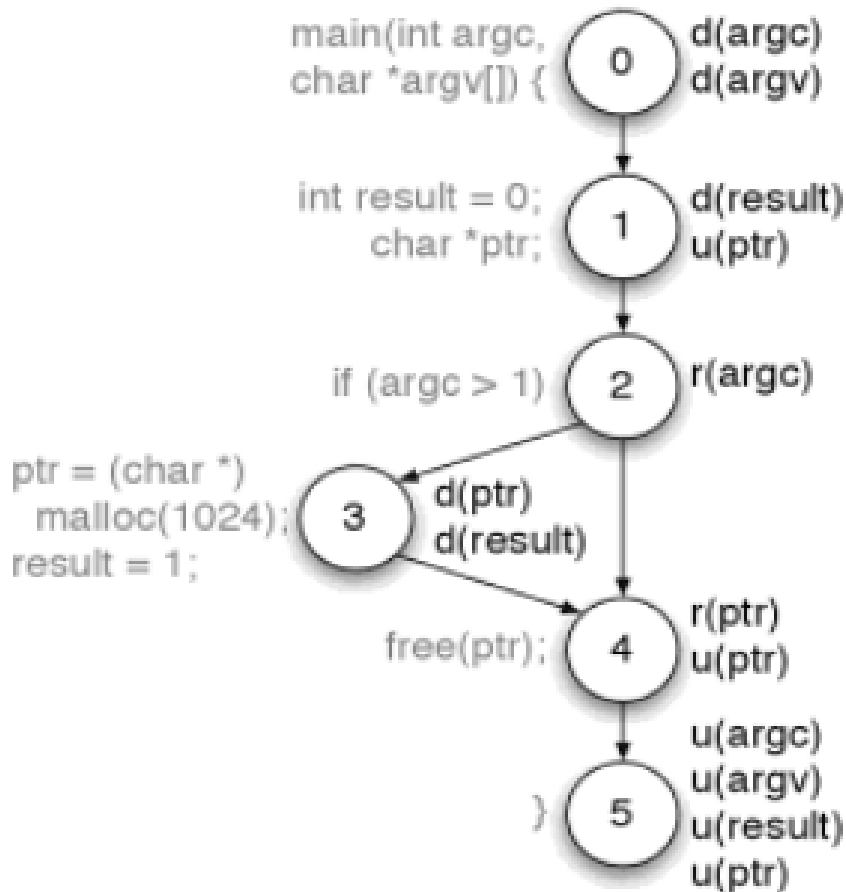 main(int argc,
char *argv[]) {
0
d(argc)
d(argv)
int result = 0;
char *ptr;
1
d(result)
u(ptr)
if (argc > 1)
2
r(argc)
ptr = (char *)
malloc(1024);
result = 1;
3
d(ptr)
d(result)
free(ptr);
4
r(ptr)
u(ptr)
}
5
u(argc)
u(argv)
u(result)
u(ptr)